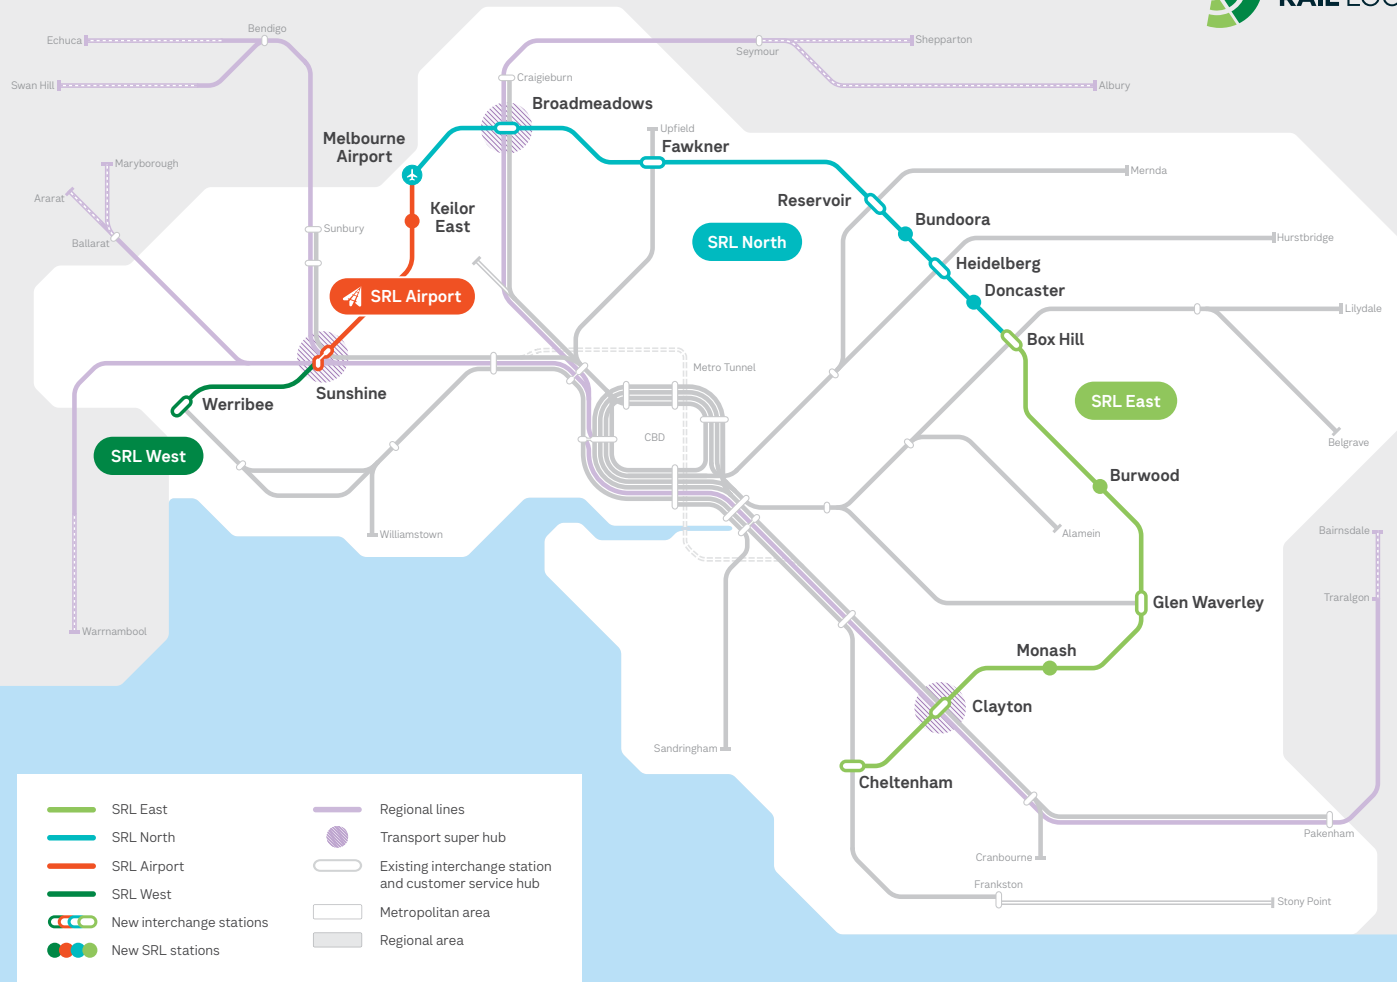 RAIL LOO
Echuca
Bendigo
Shepparton
Seymour
Swan Hill
Albury
Craigieburn
Broadmeadows
Melbourne
Airport
Upfield
Fawkner
Maryborough
Mernda
Ararat
Reservoir
Keilor
East
Bundoora
Sunbury
Ballarat
SRL North
Hurstbridge
Heidelberg
Doncaster
SRL Airport
Lilydale
Box Hill
Metro Tunnel
Sunshine
Werribee
SRL East
CBD
Belgrave
SRL West
Burwood
Williamstown
Alamein
Bairnsdale
Traralgon
Glen Waverley
Warrnambool
Monash
Clayton
Sandringham
Cheltenham
Pakenham
Cranbourne
Frankston
Stony Point
SRL East
SRL North
SRL Airport
SRL West
New interchange stations
New SRL stations
Regional lines
Transport super hub
Existing interchange station
and customer service hub
Metropolitan area
Regional area